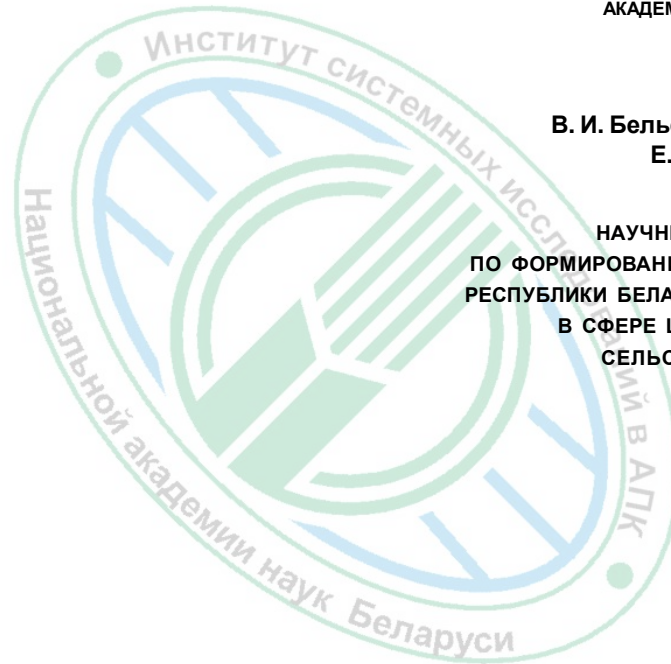 Институт системных исследований в АПК
Национальной академии наук Беларуси
АКАДЕМ
В. И. Бель
Е.
НАУЧН
ПО ФОРМИРОВАН
РЕСПУБЛИКИ БЕЛА
В СФЕРЕ
СЕЛЬС